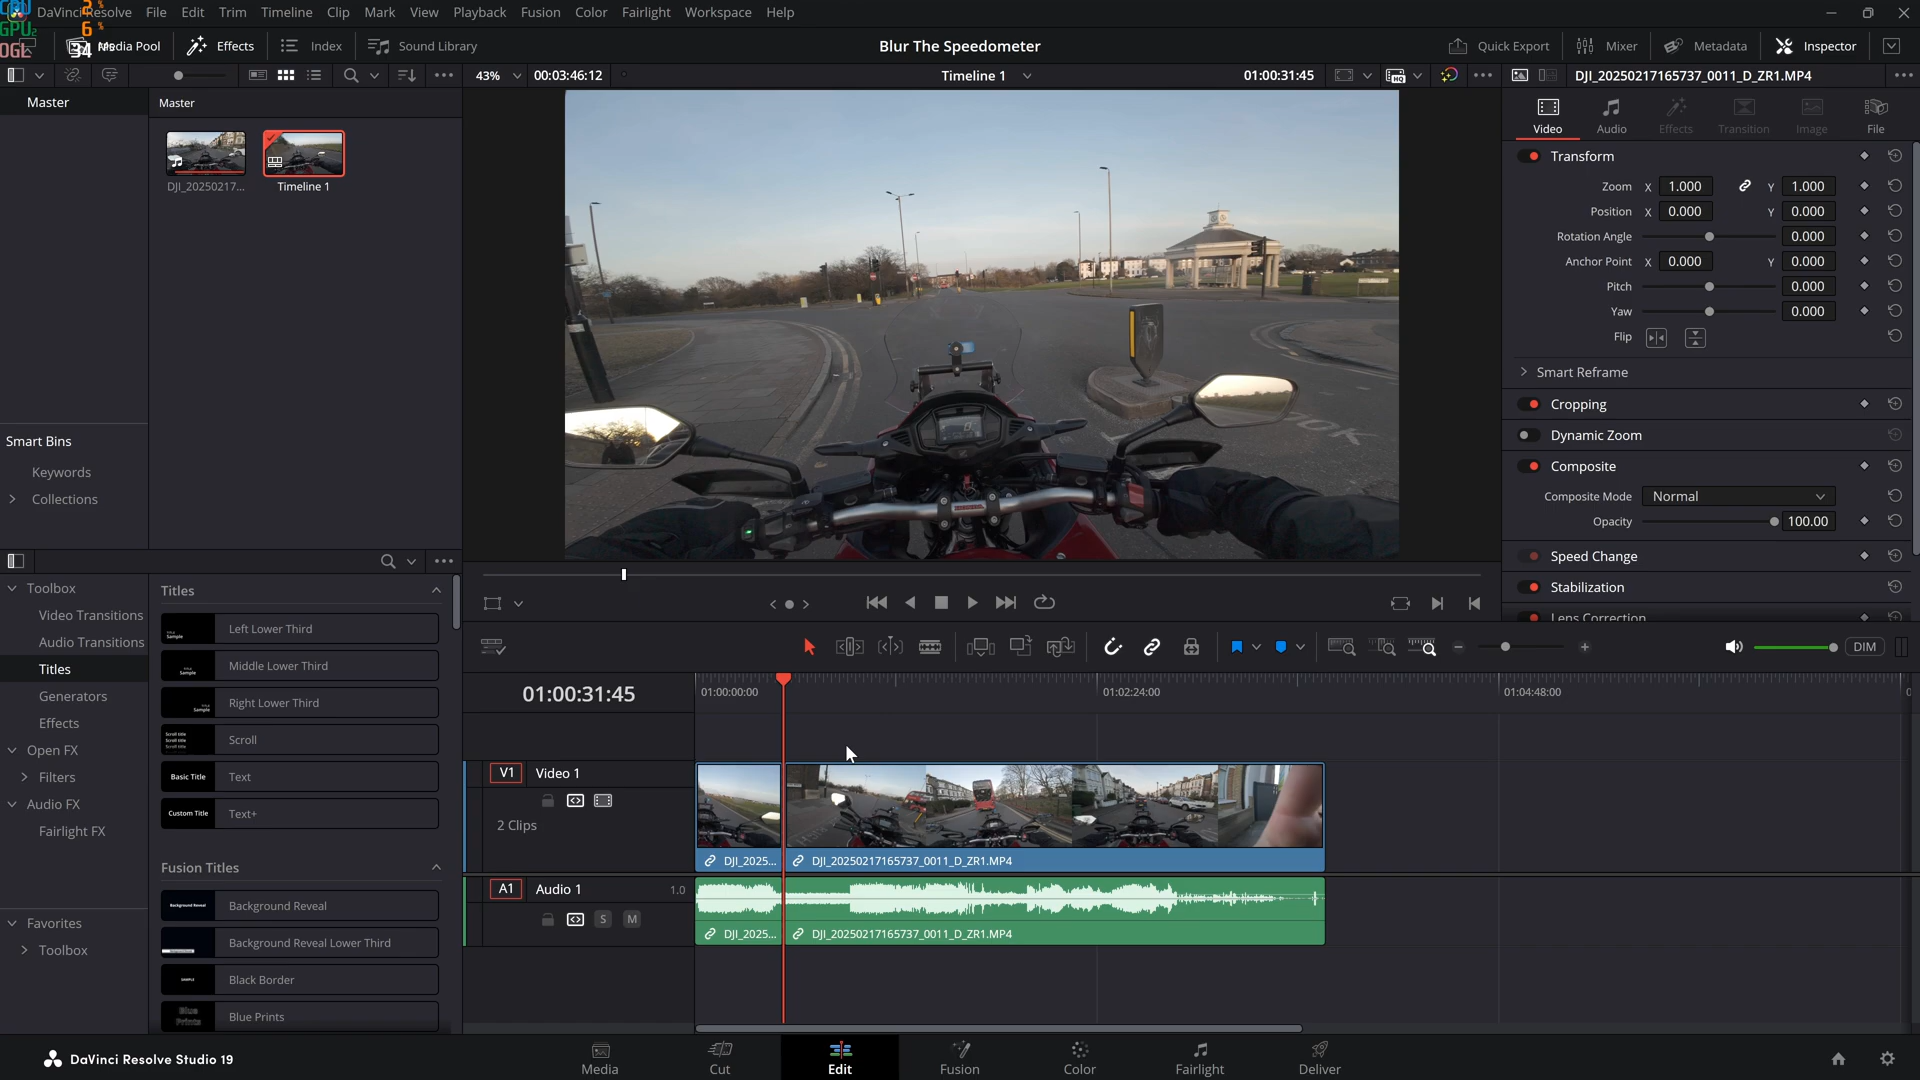 DaVinci Resolve File Edit Trim Timeline Clip Mark View Playback Fusion Color Fairlight Workspace Help
Media Pool Effects Index Sound Library Blur The Speedometer Quick Export Mixer Metadata Inspector
43% 00:03:46:12 Timeline 1 01:00:31:45 DJI_20250217165737_0011_D_ZR1.MP4
Master
Master
DJI_20250217...
Timeline 1
Smart Bins
Keywords
Collections
Video Audio Effects Transition Image File
Transform
Zoom X 1.000 Y 1.000
Position X 0.000 Y 0.000
Rotation Angle 0.000
Anchor Point X 0.000 Y 0.000
Pitch 0.000
Yaw 0.000
Flip
Smart Reframe
Cropping
Dynamic Zoom
Composite
Composite Mode Normal
Opacity 100.00
Speed Change
Stabilization
Lens Correction
Toolbox
Video Transitions
Audio Transitions
Titles
Generators
Effects
Open FX
Filters
Audio FX
Fairlight FX
Favorites
Toolbox
Titles
Left Lower Third
Middle Lower Third
Right Lower Third
Scroll
Basic Title Text
Custom Title Text+
Fusion Titles
Background Reveal Background Reveal
Background Reveal Lower Third
Black Border
Blue Prints Blue Prints
DIM
01:00:31:45
01:00:00:00 01:02:24:00 01:04:48:00
V1 Video 1
2 Clips
DJI_2025... DJI_20250217165737_0011_D_ZR1.MP4
A1 Audio 1 1.0
S M
DJI_2025... DJI_20250217165737_0011_D_ZR1.MP4
DaVinci Resolve Studio 19
Media Cut Edit Fusion Color Fairlight Deliver